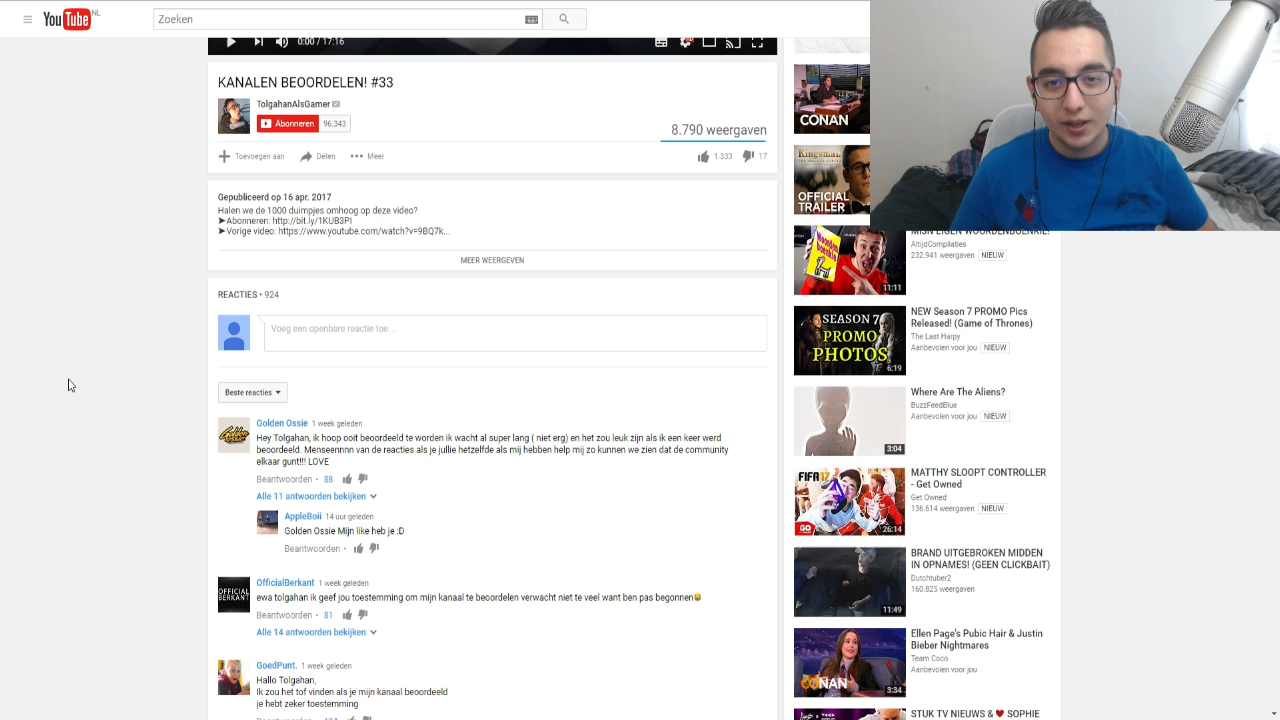 YouTube NL
Zoeken
0:00 / 17:16
KANALEN BEOORDELEN! #33
TolgahanAlsGamer
Abonneren 96.343
8.790 weergaven
Toevoegen aan Delen Meer
1.333 17
Gepubliceerd op 16 apr. 2017
Halen we de 1000 duimpjes omhoog op deze video?
➤Abonneren: http://bit.ly/1KUB3PI
➤Vorige video: https://www.youtube.com/watch?v=9BQ7k...
MEER WEERGEVEN
REACTIES • 924
Voeg een openbare reactie toe...
Beste reacties
Golden Ossie 1 week geleden
Hey Tolgahan, ik hoop ooit beoordeeld te worden ik wacht al super lang ( niet erg) en het zou leuk zijn als ik een keer werd
beoordeeld. Menseennnn van de reacties als je jullie hetzelfde als mij hebben help mij zo kunnen we zien dat de community
elkaar gunt!!! LOVE
Beantwoorden • 88
Alle 11 antwoorden bekijken
AppleBoii 14 uur geleden
Golden Ossie Mijn like heb je :D
Beantwoorden •
OFFICIAL
BERKANT
OfficialBerkant 1 week geleden
ewa tolgahan ik geef jou toestemming om mijn kanaal te beoordelen verwacht niet te veel want ben pas begonnen😂
Beantwoorden • 81
Alle 14 antwoorden bekijken
GoedPunt. 1 week geleden
Hallo Tolgahan,
Ik zou het tof vinden als je mijn kanaal beoordeeld
je hebt zeker toestemming
CONAN
Kingsman
OFFICIAL
TRAILER
MIJN EIGEN WOORDENBOEKJE!
AltijdCompilaties
232.941 weergaven NIEUW
11:11
SEASON 7
PROMO
PHOTOS
6:19
NEW Season 7 PROMO Pics
Released! (Game of Thrones)
The Last Harpy
Aanbevolen voor jou NIEUW
Where Are The Aliens?
BuzzFeedBlue
Aanbevolen voor jou NIEUW
3:04
FIFA 17
GO
26:14
MATTHY SLOOPT CONTROLLER
- Get Owned
Get Owned
136.614 weergaven NIEUW
BRAND UITGEBROKEN MIDDEN
IN OPNAMES! (GEEN CLICKBAIT)
Dutchtuber2
160.825 weergaven
11:49
Ellen Page's Pubic Hair & Justin
Bieber Nightmares
Team Coco
Aanbevolen voor jou
CONAN
3:34
STUK TV NIEUWS & ♥ SOPHIE